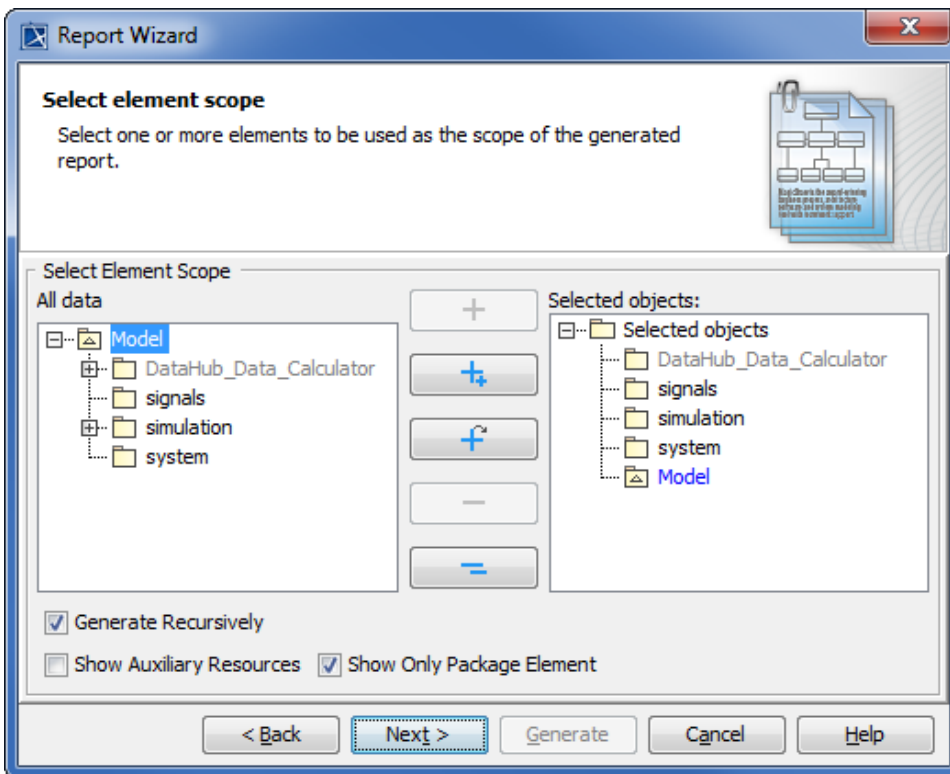 Report Wizard
Select element scope
Select one or more elements to be used as the scope of the generated
report.
Select Element Scope
All data
Model
DataHub_Data_Calculator
signals
simulation
system
Selected objects:
Selected objects
DataHub_Data_Calculator
signals
simulation
system
Model
Generate Recursively
Show Auxiliary Resources
Show Only Package Element
< Back
Next >
Generate
Cancel
Help